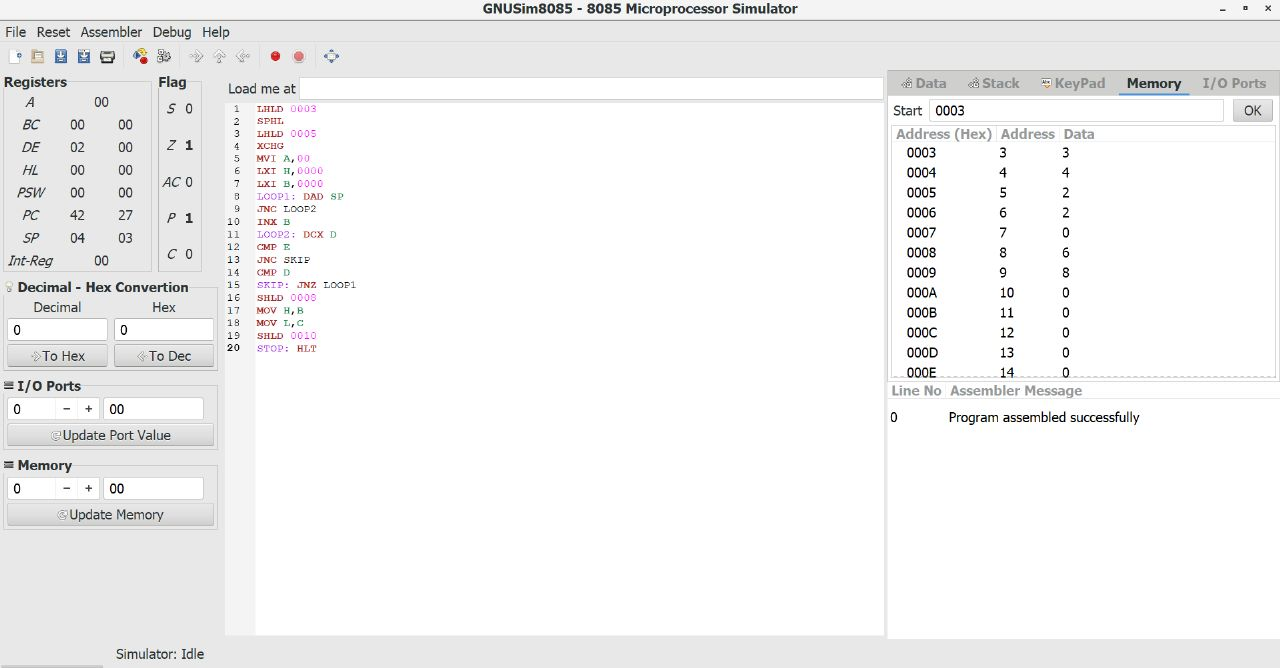 GNUSim8085 - 8085 Microprocessor Simulator
File Reset Assembler Debug Help
Registers
A 00
BC 00 00
DE 02 00
HL 00 00
PSW 00 00
PC 42 27
SP 04 03
Int-Reg 00
Flag
S 0
Z 1
AC 0
P 1
C 0
Decimal - Hex Convertion
Decimal Hex
0 0
To Hex To Dec
I/O Ports
0 - + 00
Update Port Value
Memory
0 - + 00
Update Memory
Load me at
1 LHLD 0003
2 SPHL
3 LHLD 0005
4 XCHG
5 MVI A,00
6 LXI H,0000
7 LXI B,0000
8 LOOP1: DAD SP
9 JNC LOOP2
10 INX B
11 LOOP2: DCX D
12 CMP E
13 JNC SKIP
14 CMP D
15 SKIP: JNZ LOOP1
16 SHLD 0008
17 MOV H,B
18 MOV L,C
19 SHLD 0010
20 STOP: HLT
Data Stack KeyPad Memory I/O Ports
Start 0003 OK
Address (Hex) Address Data
0003 3 3
0004 4 4
0005 5 2
0006 6 2
0007 7 0
0008 8 6
0009 9 8
000A 10 0
000B 11 0
000C 12 0
000D 13 0
000E 14 0
Line No Assembler Message
0 Program assembled successfully
Simulator: Idle